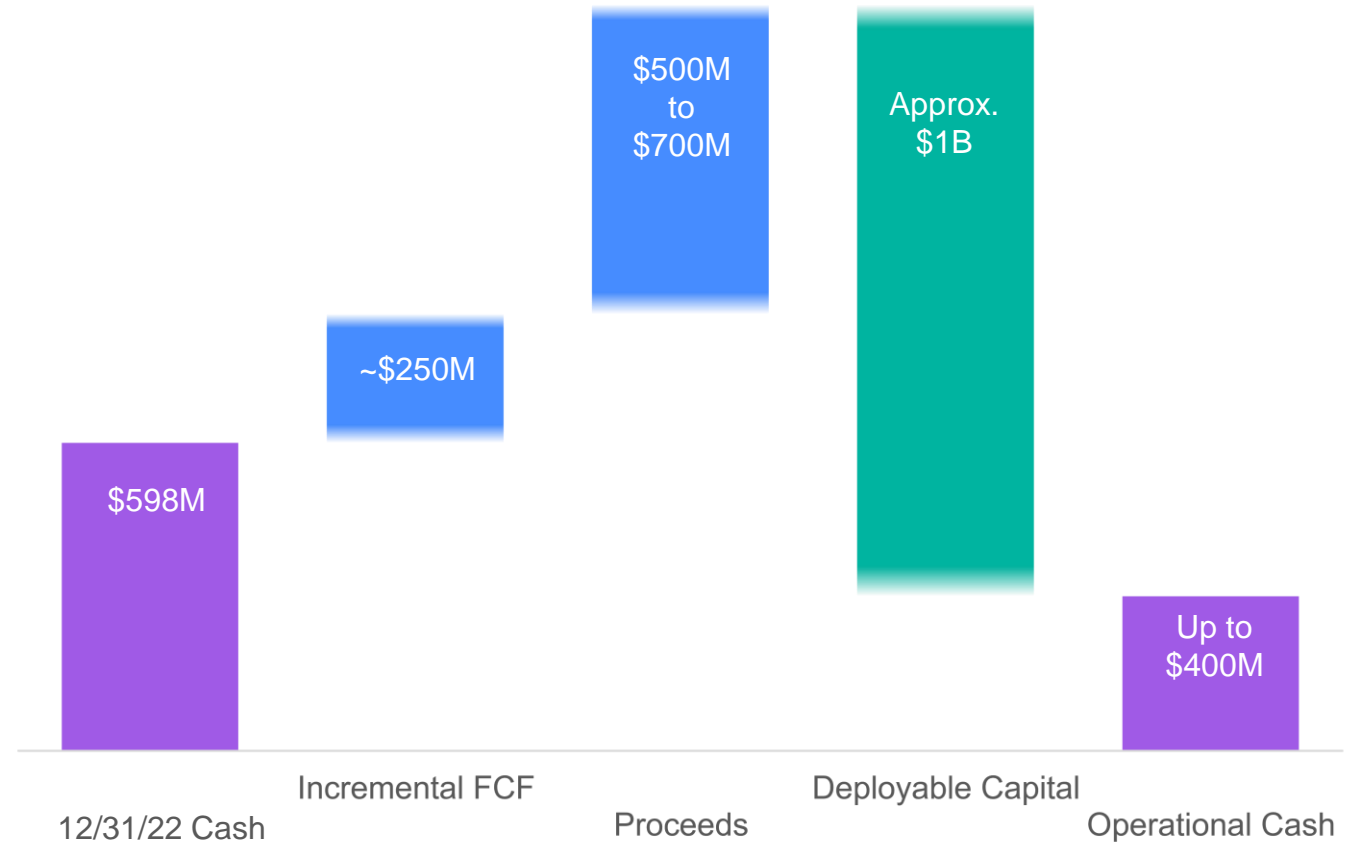 $500M
to
$700M
Approx.
$1B
~$250M
$598M
Up to
$400M
Incremental FCF
Deployable Capital
12/31/22 Cash
Proceeds
Operational Cash